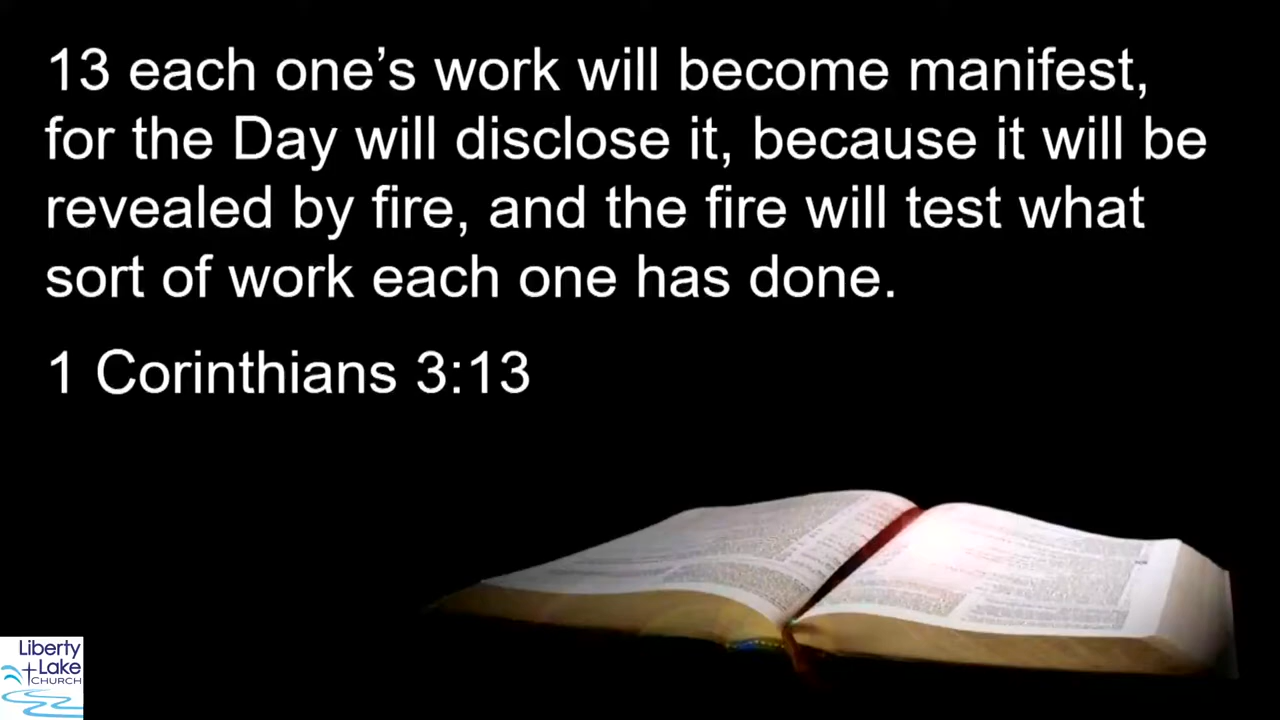 13 each one’s work will become manifest,
for the Day will disclose it, because it will be
revealed by fire, and the fire will test what
sort of work each one has done.
1 Corinthians 3:13
Liberty
Lake
CHURCH